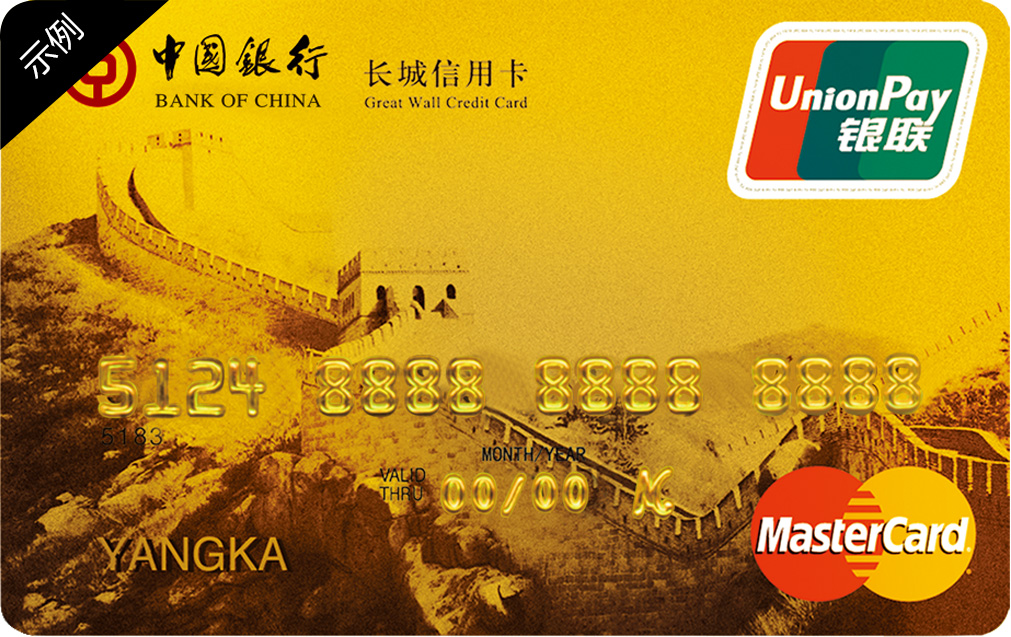 示例
中国銀行
BANK OF CHINA
长城信用卡
Great Wall Credit Card
UnionPay
银联
5124 8888 8888 8888
5183
MONTH/YEAR
VALID
THRU
00/00
YANGKA
MasterCard